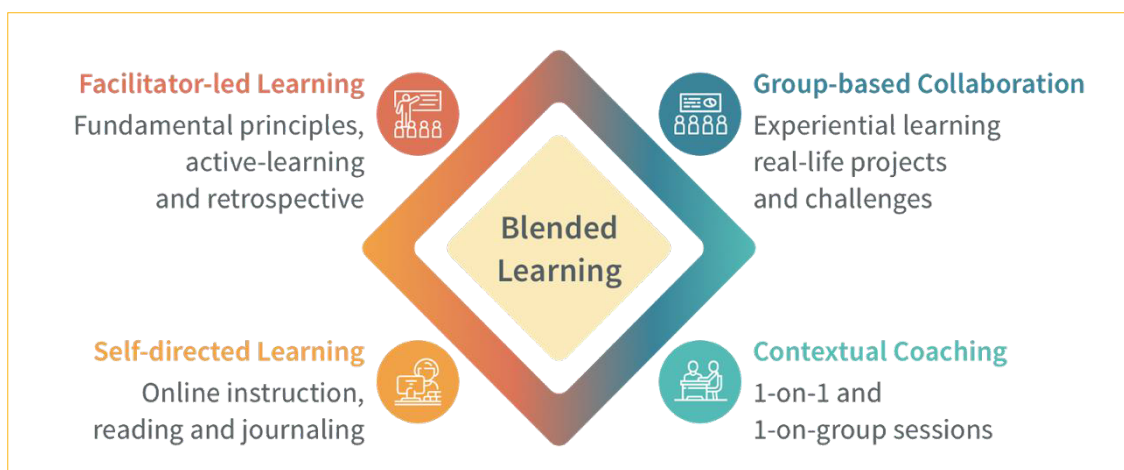 Facilitator-led Learning
Fundamental principles,
active-learning
and retrospective
Group-based Collaboration
Experiential learning
real-life projects
and challenges
Blended
Learning
Self-directed Learning
Online instruction,
reading and journaling
Contextual Coaching
1-on-1 and
1-on-group sessions